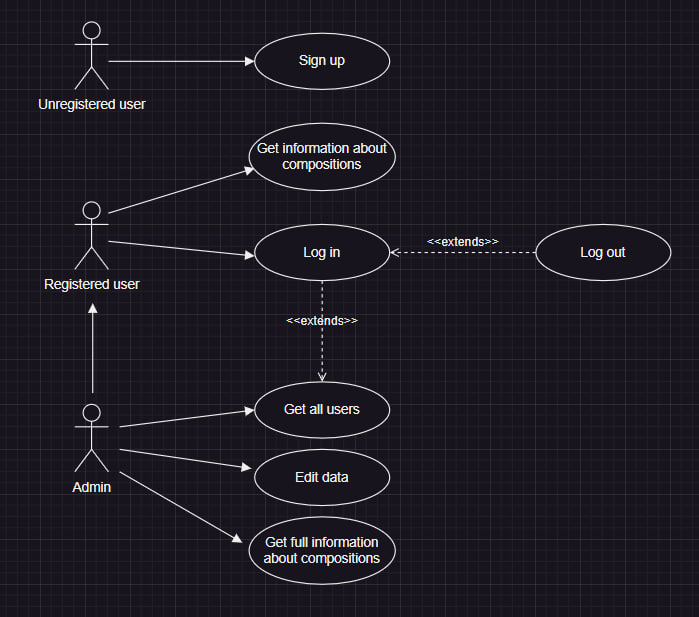 Sign up
Unregistered user
Get information about
compositions
Registered user
Log in
<<extends>>
Log out
<<extends>>
Get all users
Admin
Edit data
Get full information
about compositions